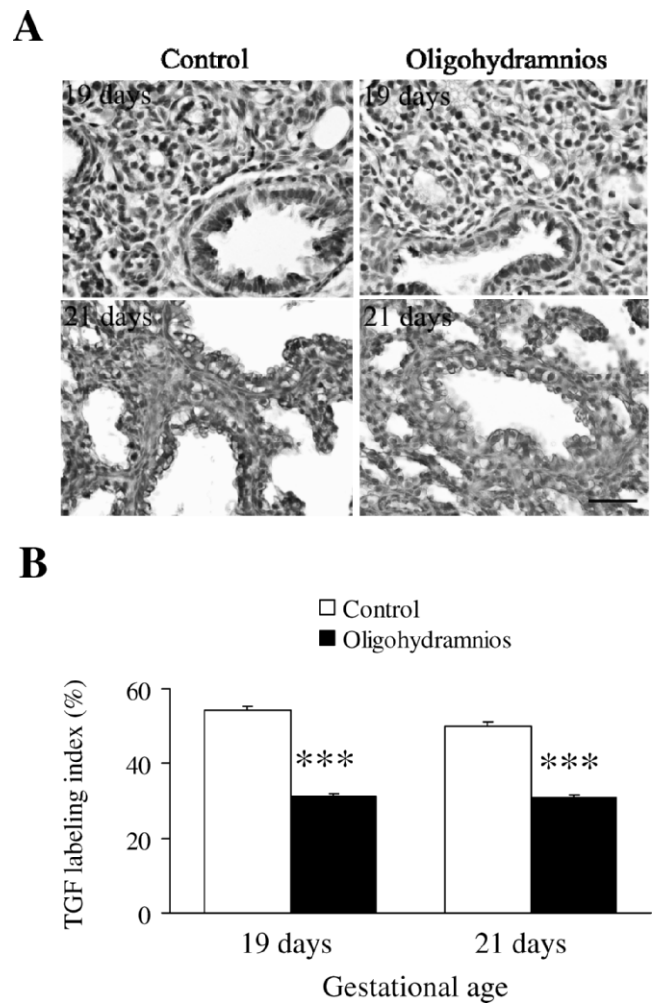 A
Control Oligohydramnios
19 days 19 days
21 days 21 days
B
Control
Oligohydramnios
TGF labeling index (%)
60
40
20
0
*** ***
19 days 21 days
Gestational age